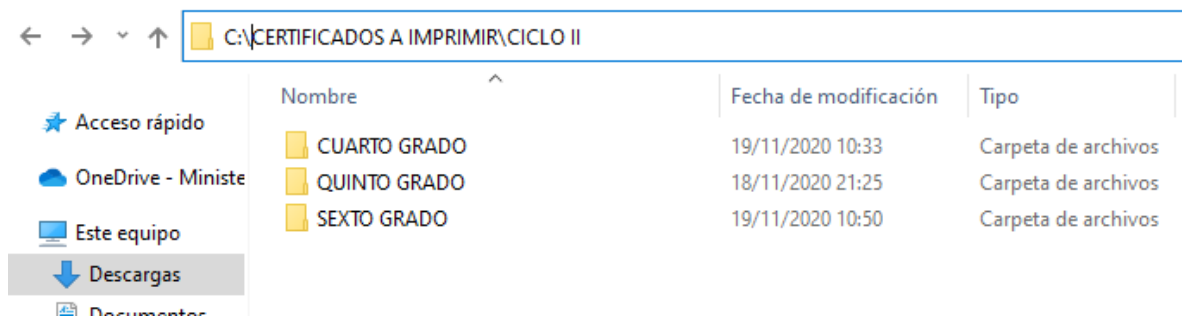 C:\CERTIFICADOS A IMPRIMIR\CICLO II
Nombre Fecha de modificación Tipo
Acceso rápido
CUARTO GRADO 19/11/2020 10:33 Carpeta de archivos
OneDrive - Ministe
QUINTO GRADO 18/11/2020 21:25 Carpeta de archivos
SEXTO GRADO 19/11/2020 10:50 Carpeta de archivos
Este equipo
Descargas
Documentos